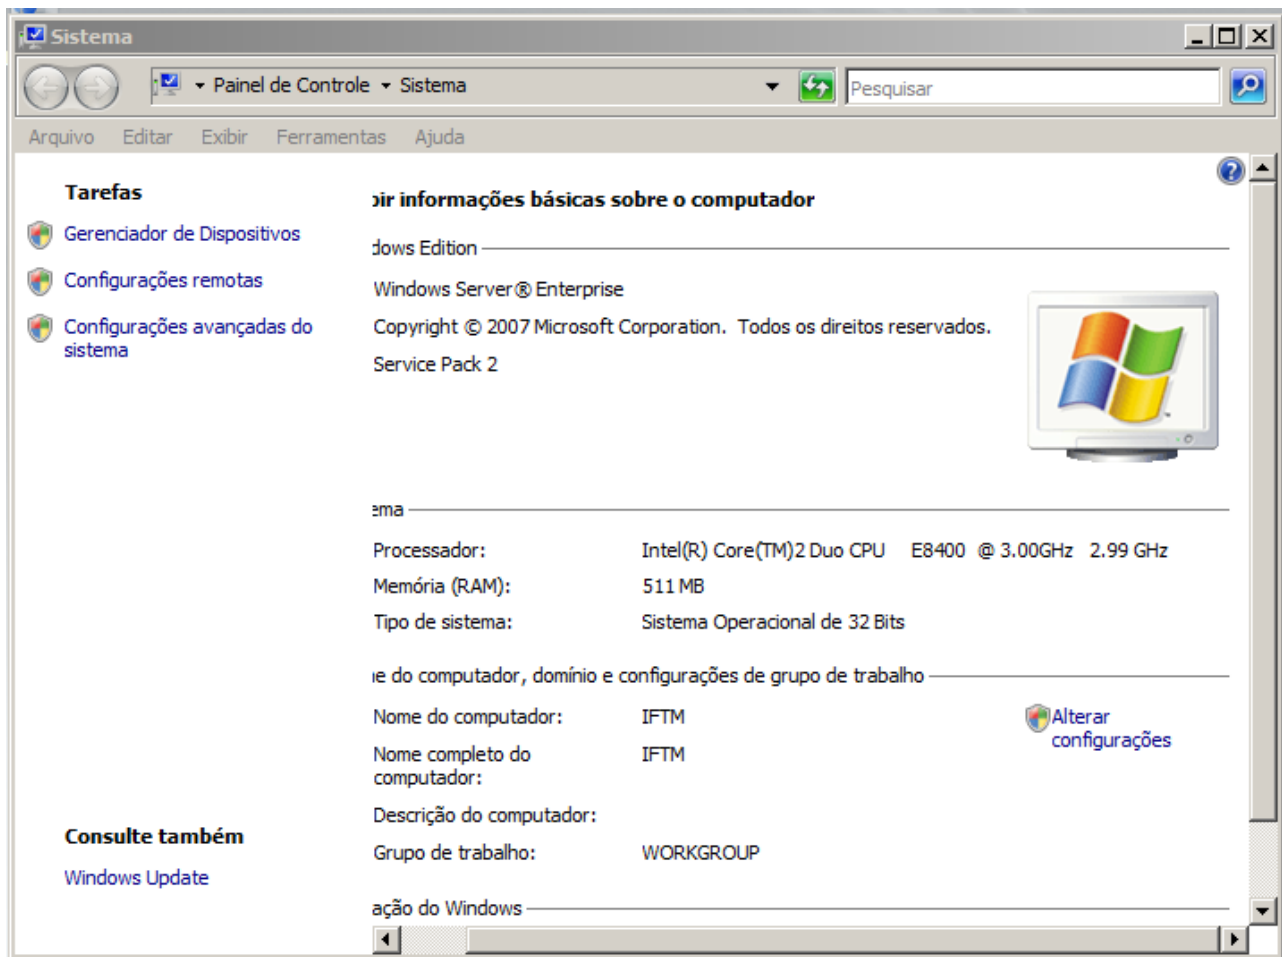 Sistema
Painel de Controle Sistema
Pesquisar
Arquivo Editar Exibir Ferramentas Ajuda
Tarefas
Gerenciador de Dispositivos
Configurações remotas
Configurações avançadas do
sistema
Consulte também
Windows Update
bir informações básicas sobre o computador
dows Edition
Windows Server® Enterprise
Copyright © 2007 Microsoft Corporation. Todos os direitos reservados.
Service Pack 2
ema
Processador: Intel(R) Core(TM)2 Duo CPU E8400 @ 3.00GHz 2.99 GHz
Memória (RAM): 511 MB
Tipo de sistema: Sistema Operacional de 32 Bits
e do computador, domínio e configurações de grupo de trabalho
Nome do computador: IFTM
Alterar
configurações
Nome completo do
computador: IFTM
Descrição do computador:
Grupo de trabalho: WORKGROUP
ação do Windows